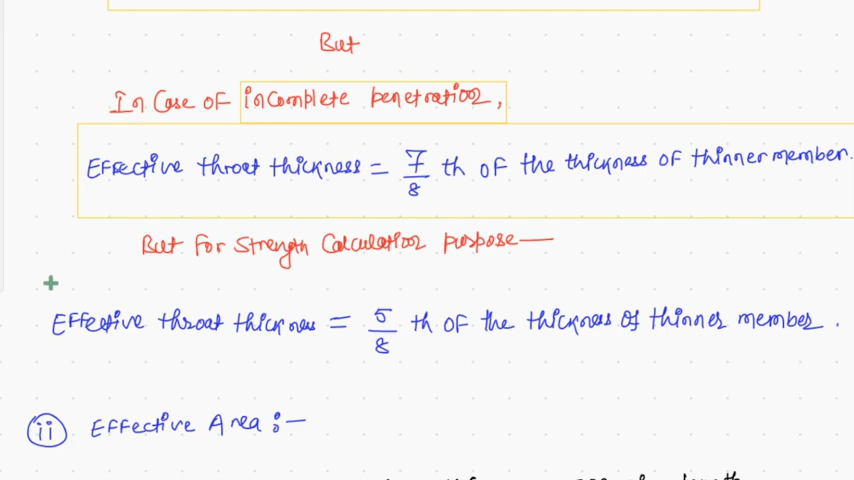 But
In Case of incomplete penetration,
Effective throat thickness = 7/8 th of the thickness of thinner member.
But for Strength Calculation purpose—
Effective throat thickness = 5/8 th of the thickness of thinner member.
(ii) Effective Area :-
length